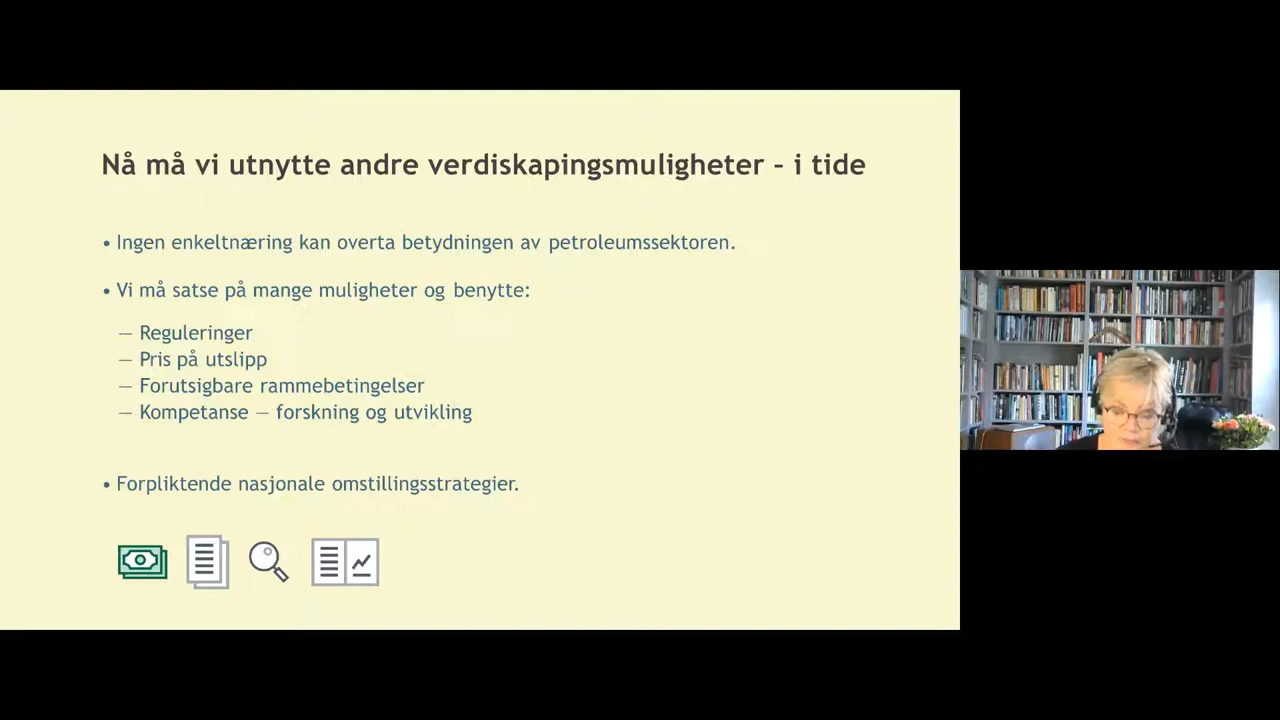 Nå må vi utnytte andre verdiskapingsmuligheter – i tide
• Ingen enkeltnæring kan overta betydningen av petroleumssektoren.
• Vi må satse på mange muligheter og benytte:
— Reguleringer
— Pris på utslipp
— Forutsigbare rammebetingelser
— Kompetanse — forskning og utvikling
• Forpliktende nasjonale omstillingsstrategier.